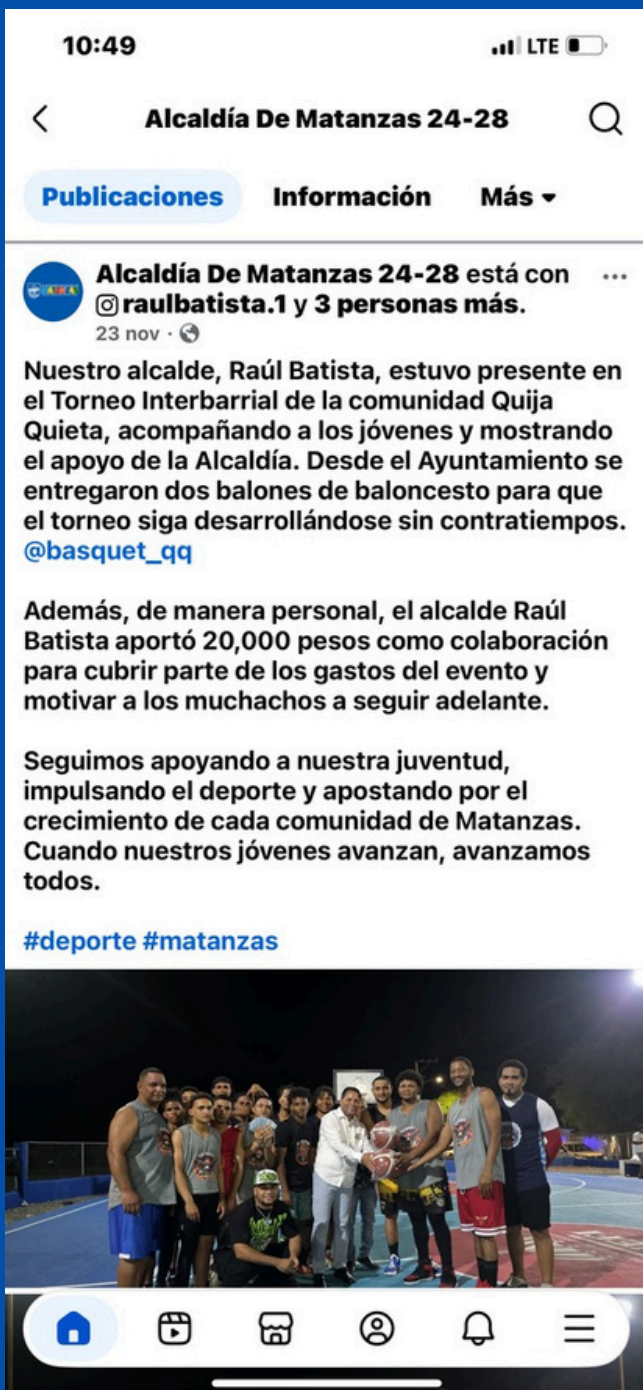 10:49
LTE
Alcaldía De Matanzas 24-28
Publicaciones Información Más
Alcaldía De Matanzas 24-28 está con
raulbatista.1 y 3 personas más.
23 nov ·
Nuestro alcalde, Raúl Batista, estuvo presente en
el Torneo Interbarrial de la comunidad Quija
Quieta, acompañando a los jóvenes y mostrando
el apoyo de la Alcaldía. Desde el Ayuntamiento se
entregaron dos balones de baloncesto para que
el torneo siga desarrollándose sin contratiempos.
@basquet_qq
Además, de manera personal, el alcalde Raúl
Batista aportó 20,000 pesos como colaboración
para cubrir parte de los gastos del evento y
motivar a los muchachos a seguir adelante.
Seguimos apoyando a nuestra juventud,
impulsando el deporte y apostando por el
crecimiento de cada comunidad de Matanzas.
Cuando nuestros jóvenes avanzan, avanzamos
todos.
#deporte #matanzas